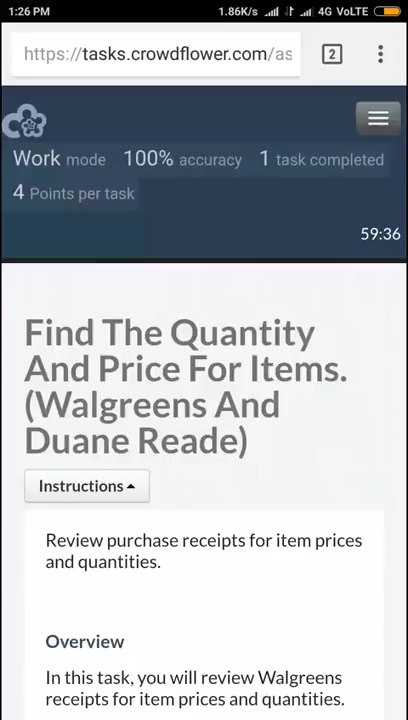 1:26 PM 1.86K/s 4G VoLTE
https://tasks.crowdflower.com/as 2
Work mode 100% accuracy 1 task completed
4 Points per task
59:36
Find The Quantity
And Price For Items.
(Walgreens And
Duane Reade)
Instructions
Review purchase receipts for item prices
and quantities.
Overview
In this task, you will review Walgreens
receipts for item prices and quantities.